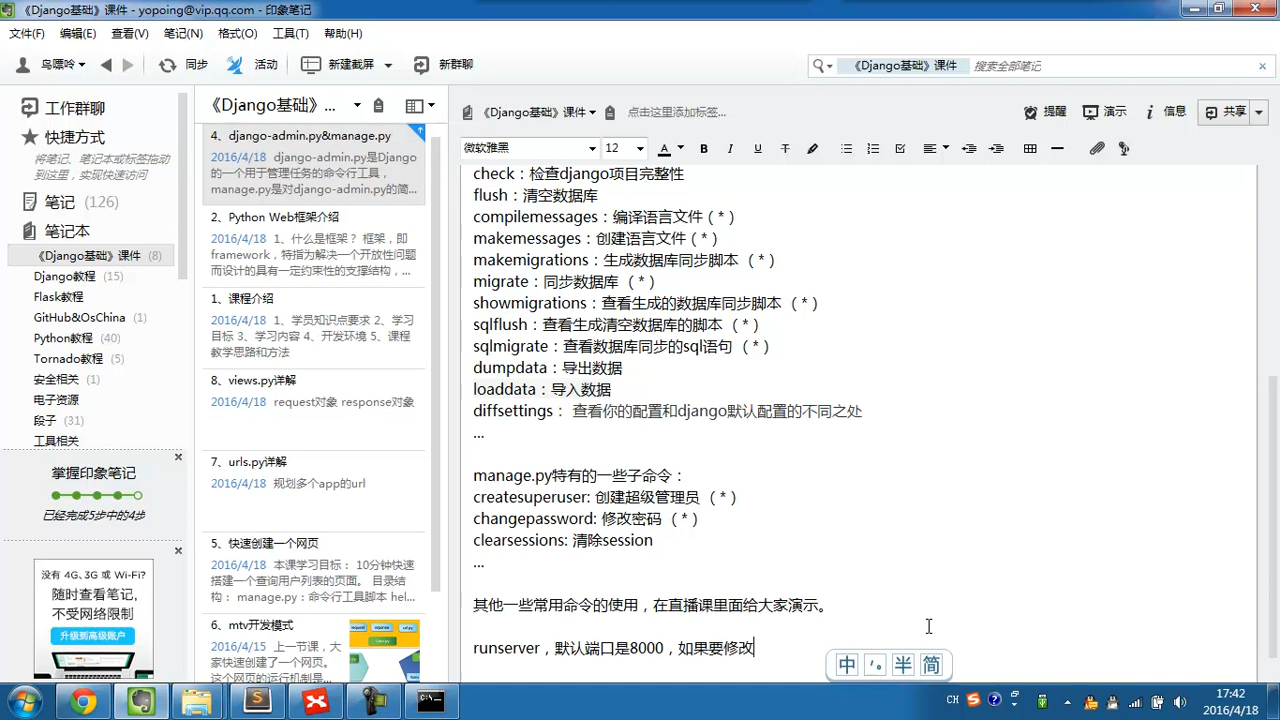 《Django基础》课件 - yopoing@vip.qq.com - 印象笔记
文件(F) 编辑(E) 查看(V) 笔记(N) 格式(O) 工具(T) 帮助(H)
鸟嘌呤 同步 活动 新建截屏 新群聊
《Django基础》课件 搜索全部笔记
工作群聊
快捷方式
将笔记、笔记本或标签拖动到这里，实现快速访问
笔记 (126)
笔记本
《Django基础》课件 (8)
Django教程 (15)
Flask教程
GitHub&OsChina (1)
Python教程 (40)
Tornado教程 (5)
安全相关 (1)
电子资源
段子 (31)
工具相关
掌握印象笔记
已经完成5步中的4步
没有 4G、3G 或 Wi-Fi?
随时查看笔记,
不受网络限制
升级到高级账户
《Django基础》...
4、django-admin.py&manage.py
2016/4/18 django-admin.py是Django
的一个用于管理任务的命令行工具，
manage.py是对django-admin.py的简...
2、Python Web框架介绍
2016/4/18 1、什么是框架？ 框架，即
framework，特指为解决一个开放性问题
而设计的具有一定约束性的支撑结构，...
1、课程介绍
2016/4/18 1、学员知识点要求 2、学习
目标 3、学习内容 4、开发环境 5、课程
教学思路和方法
8、views.py详解
2016/4/18 request对象 response对象
7、urls.py详解
2016/4/18 规划多个app的url
5、快速创建一个网页
2016/4/18 本课学习目标： 10分钟快速
搭建一个查询用户列表的页面。 目录结
构： manage.py：命令行工具脚本 hel...
6、mtv开发模式
2016/4/15 上一节课，大
家快速创建了一个网页。
这个网页的运行机制是...
《Django基础》课件 点击这里添加标签... 提醒 演示 信息 共享
微软雅黑 12 A B I U T
check：检查django项目完整性
flush：清空数据库
compilemessages：编译语言文件（*）
makemessages：创建语言文件（*）
makemigrations：生成数据库同步脚本 （*）
migrate：同步数据库 （*）
showmigrations：查看生成的数据库同步脚本 （*）
sqlflush：查看生成清空数据库的脚本 （*）
sqlmigrate：查看数据库同步的sql语句 （*）
dumpdata：导出数据
loaddata：导入数据
diffsettings： 查看你的配置和django默认配置的不同之处
...
manage.py特有的一些子命令：
createsuperuser: 创建超级管理员 （*）
changepassword: 修改密码 （*）
clearsessions: 清除session
...
其他一些常用命令的使用，在直播课里面给大家演示。
runserver，默认端口是8000，如果要修改
中 半 简
CH 17:42
2016/4/18